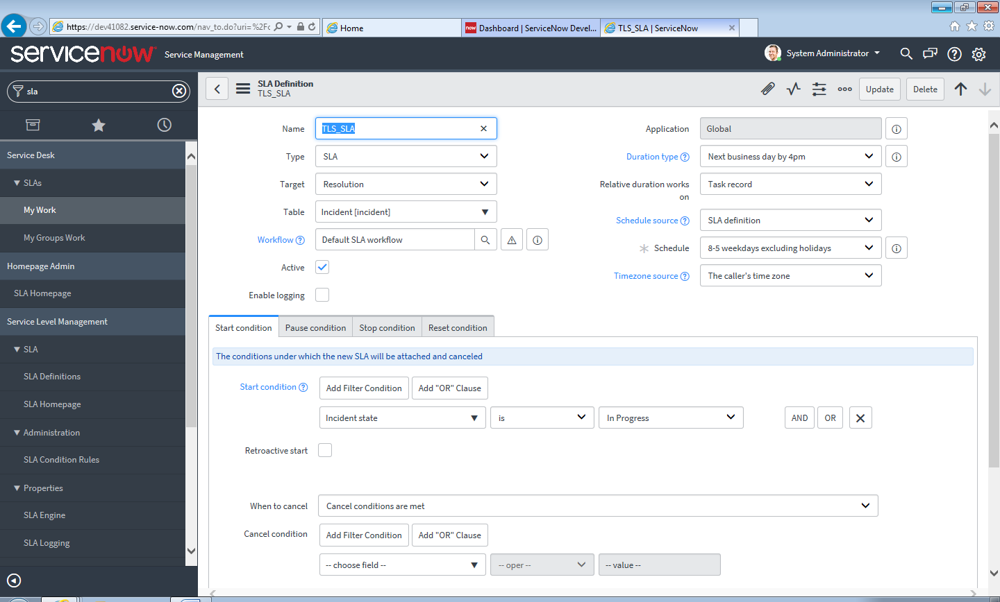 https://dev41082.service-now.com/nav_to.do?uri=%2Fc
Home
now Dashboard | ServiceNow Devel...
TLS_SLA | ServiceNow
servicenow Service Management
System Administrator
sla
Service Desk
SLAs
My Work
My Groups Work
Homepage Admin
SLA Homepage
Service Level Management
SLA
SLA Definitions
SLA Homepage
Administration
SLA Condition Rules
Properties
SLA Engine
SLA Logging
SLA Definition
TLS_SLA
Update
Delete
Name TLS_SLA
Type SLA
Target Resolution
Table Incident [incident]
Workflow Default SLA workflow
Active
Enable logging
Application Global
Duration type Next business day by 4pm
Relative duration works on Task record
Schedule source SLA definition
Schedule 8-5 weekdays excluding holidays
Timezone source The caller's time zone
Start condition Pause condition Stop condition Reset condition
The conditions under which the new SLA will be attached and canceled
Start condition Add Filter Condition Add "OR" Clause
Incident state is In Progress AND OR
Retroactive start
When to cancel Cancel conditions are met
Cancel condition Add Filter Condition Add "OR" Clause
-- choose field -- -- oper -- -- value --